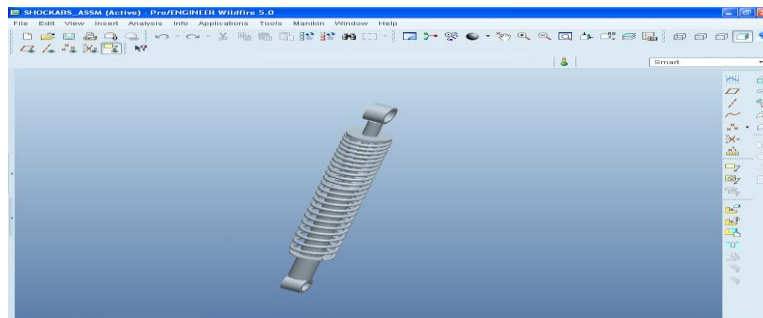 SHOCKABS_ASSM (Active) - Pro/ENGINEER Wildfire 5.0
File Edit View Insert Analysis Info Applications Tools Manikin Window Help
Smart